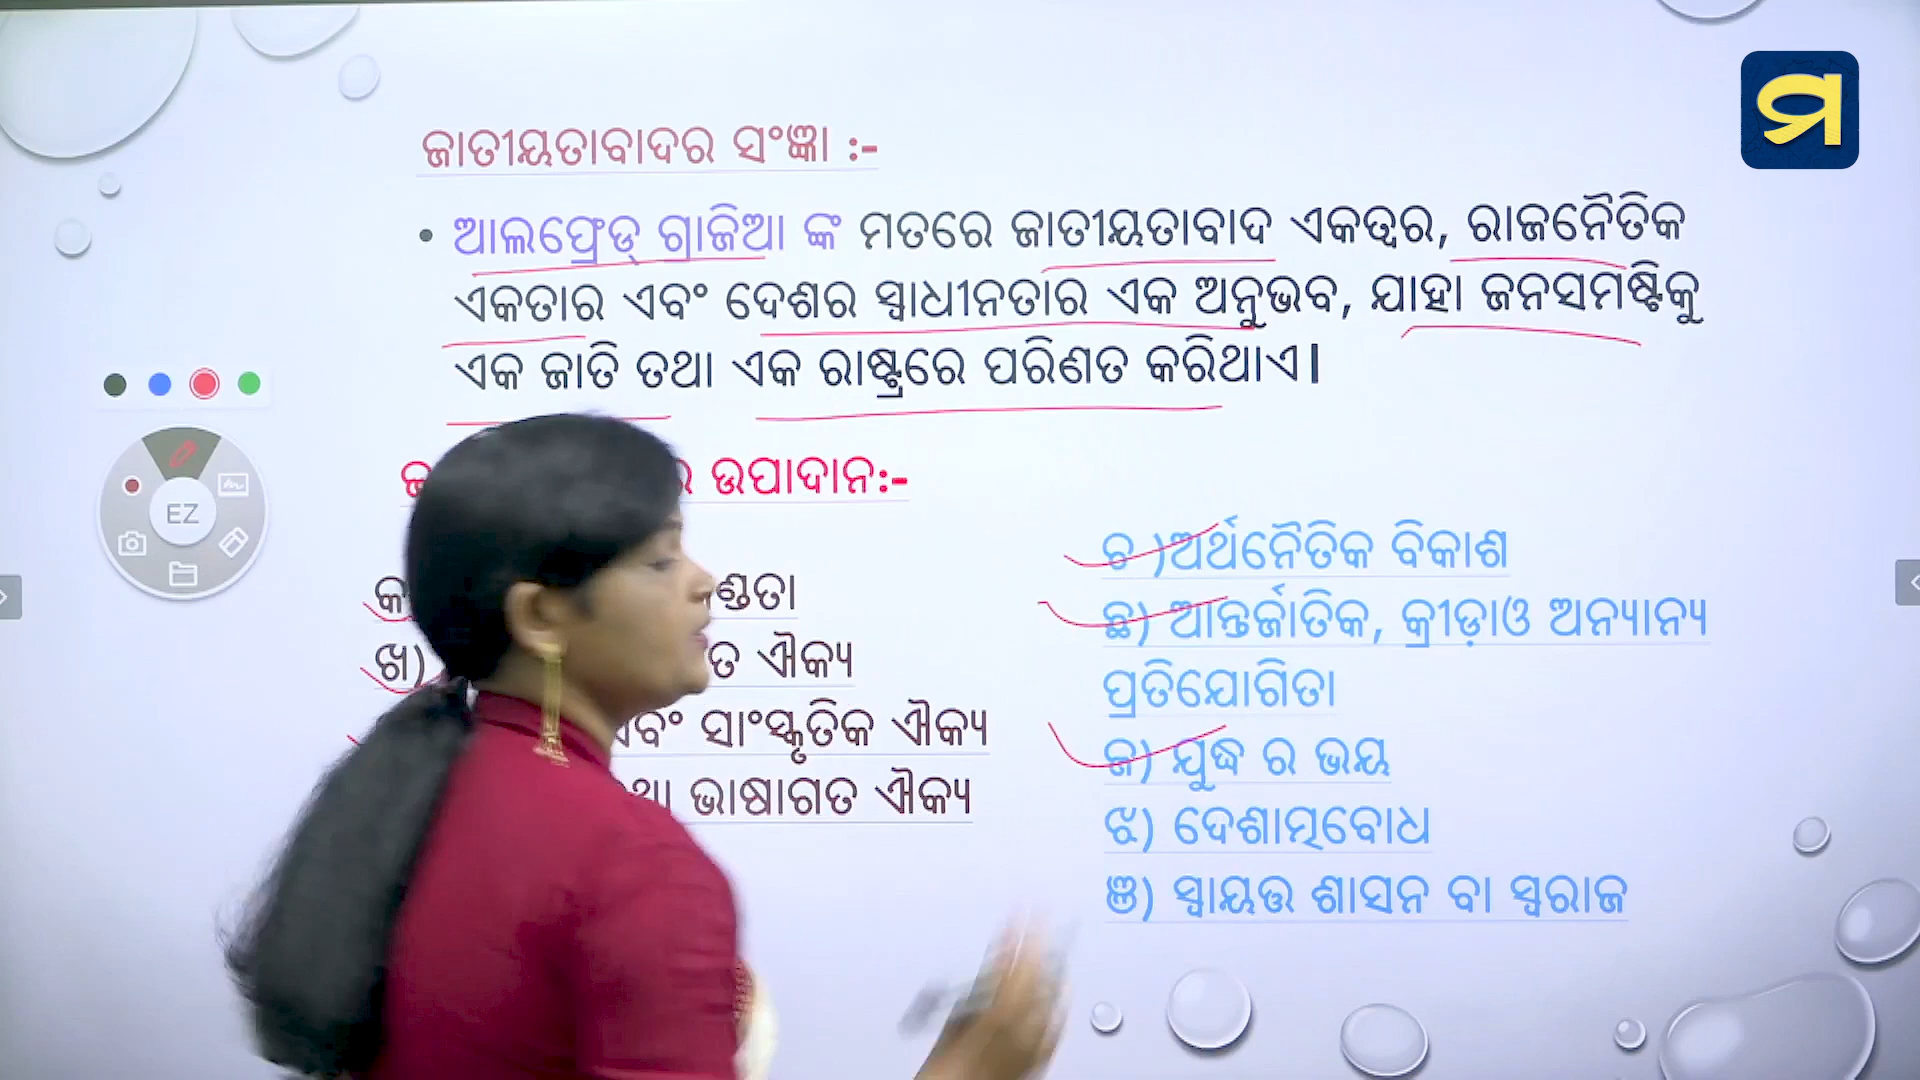 ମ
ଜାତୀୟତାବାଦର ସଂଜ୍ଞା :-
• ଆଲଫ୍ରେଡ୍ ଗ୍ରାଜିଆ ଙ୍କ ମତରେ ଜାତୀୟତାବାଦ ଏକତ୍ୱର, ରାଜନୈତିକ
ଏକତାର ଏବଂ ଦେଶର ସ୍ୱାଧୀନତାର ଏକ ଅନୁଭବ, ଯାହା ଜନସମଷ୍ଟିକୁ
ଏକ ଜାତି ତଥା ଏକ ରାଷ୍ଟ୍ରରେ ପରିଣତ କରିଥାଏ।
ଉପାଦାନ:-
EZ
ଖ) ଐକ୍ୟ
ସାଂସ୍କୃତିକ ଐକ୍ୟ
ଭାଷାଗତ ଐକ୍ୟ
ଚ )ଅର୍ଥନୈତିକ ବିକାଶ
ଛ) ଆନ୍ତର୍ଜାତିକ, କ୍ରୀଡ଼ାଓ ଅନ୍ୟାନ୍ୟ
ପ୍ରତିଯୋଗିତା
ଜ) ଯୁଦ୍ଧ ର ଭୟ
ଝ) ଦେଶାତ୍ମବୋଧ
ଞ) ସ୍ୱାୟତ୍ତ ଶାସନ ବା ସ୍ୱରାଜ